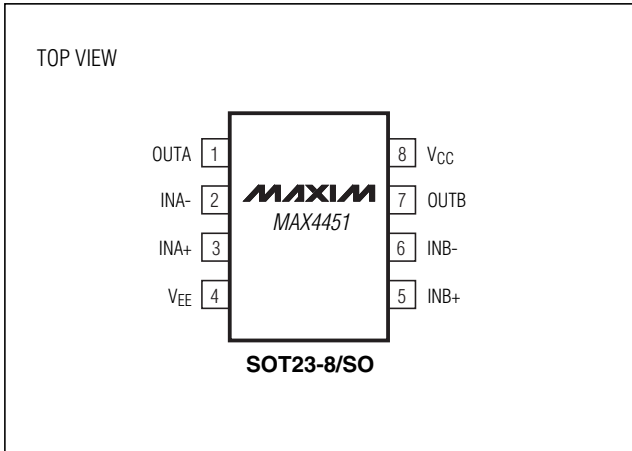 TOP VIEW
OUTA 1
8 VCC
INA- 2
MAXIM
7 OUTB
MAX4451
INA+ 3
6 INB-
VEE 4
5 INB+
SOT23-8/SO